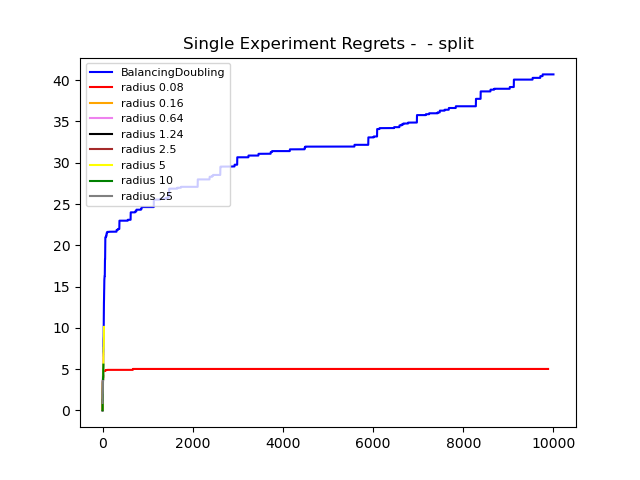 Single Experiment Regrets -  - split
BalancingDoubling
radius 0.08
radius 0.16
radius 0.64
radius 1.24
radius 2.5
radius 5
radius 10
radius 25
40
35
30
25
20
15
10
5
0
0 2000 4000 6000 8000 10000